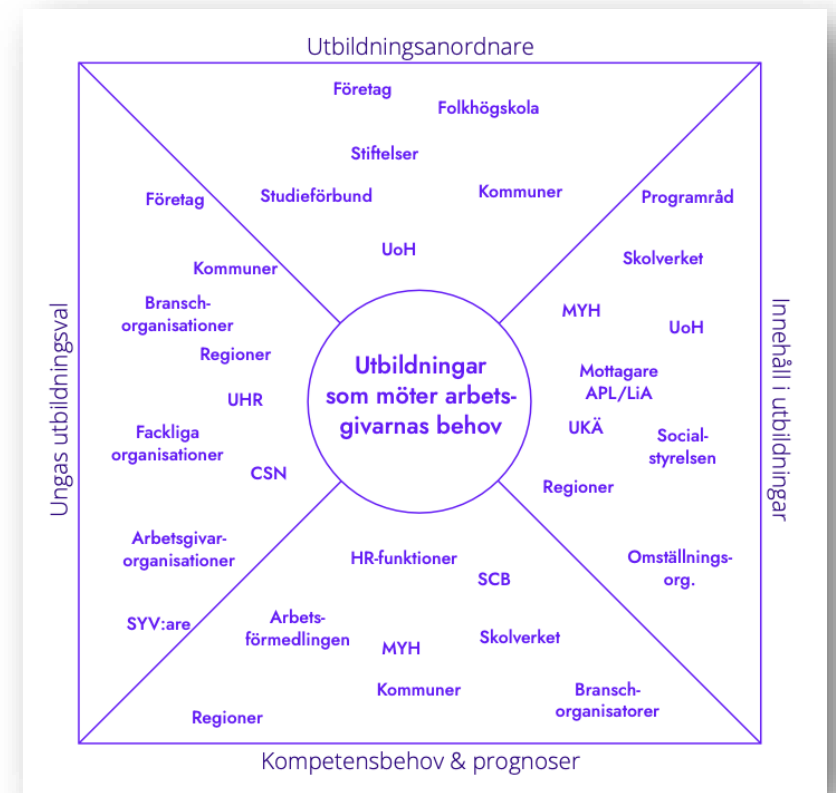 Utbildningsanordnare
Företag
Folkhögskola
Stiftelser
Studieförbund
Kommuner
UoH
Företag
Kommuner
Bransch-
organisationer
Regioner
UHR
Fackliga
organisationer
CSN
Arbetsgivar-
organisationer
SYV:are
Ungas utbildningsval
Utbildningar
som möter arbets-
givarnas behov
Programråd
Skolverket
MYH
UoH
Mottagare
APL/LiA
UKÄ
Social-
styrelsen
Regioner
Omställnings-
org.
Innehåll i utbildningar
HR-funktioner
SCB
Arbets-
förmedlingen
MYH
Skolverket
Kommuner
Bransch-
organisatorer
Regioner
Kompetensbehov & prognoser